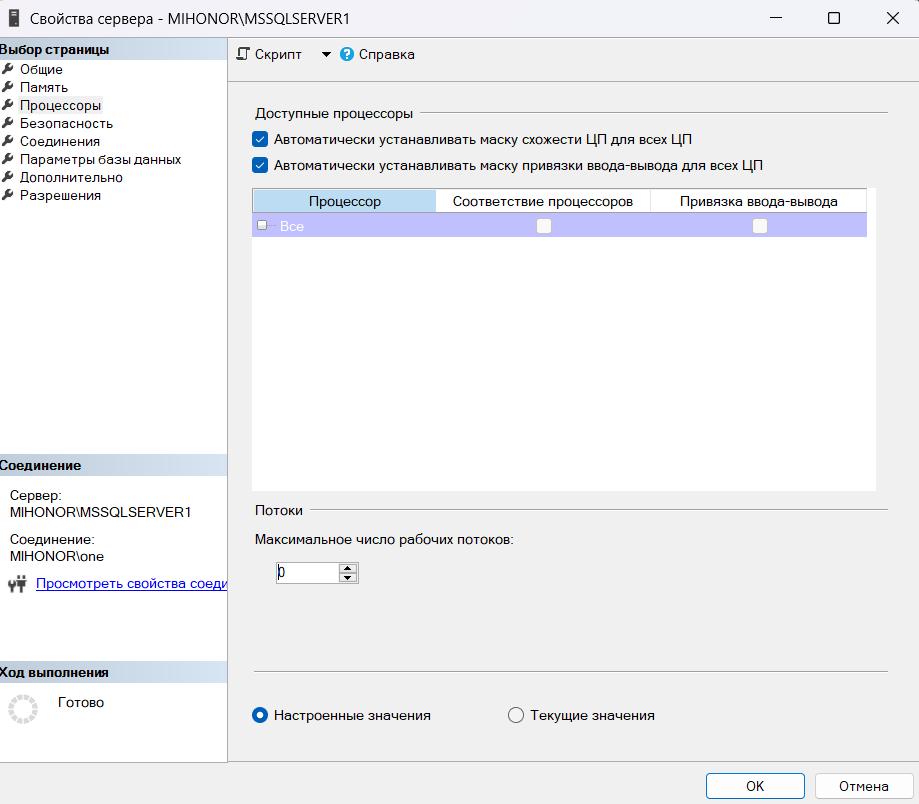 Свойства сервера - MIHONOR\MSSQLSERVER1
Выбор страницы
Общие
Память
Процессоры
Безопасность
Соединения
Параметры базы данных
Дополнительно
Разрешения
Соединение
Сервер:
MIHONOR\MSSQLSERVER1
Соединение:
MIHONOR\one
Просмотреть свойства соеди
Ход выполнения
Готово
Скрипт ? Справка
Доступные процессоры
Автоматически устанавливать маску схожести ЦП для всех ЦП
Автоматически устанавливать маску привязки ввода-вывода для всех ЦП
Процессор Соответствие процессоров Привязка ввода-вывода
Все
Потоки
Максимальное число рабочих потоков:
0
Настроенные значения Текущие значения
OK Отмена